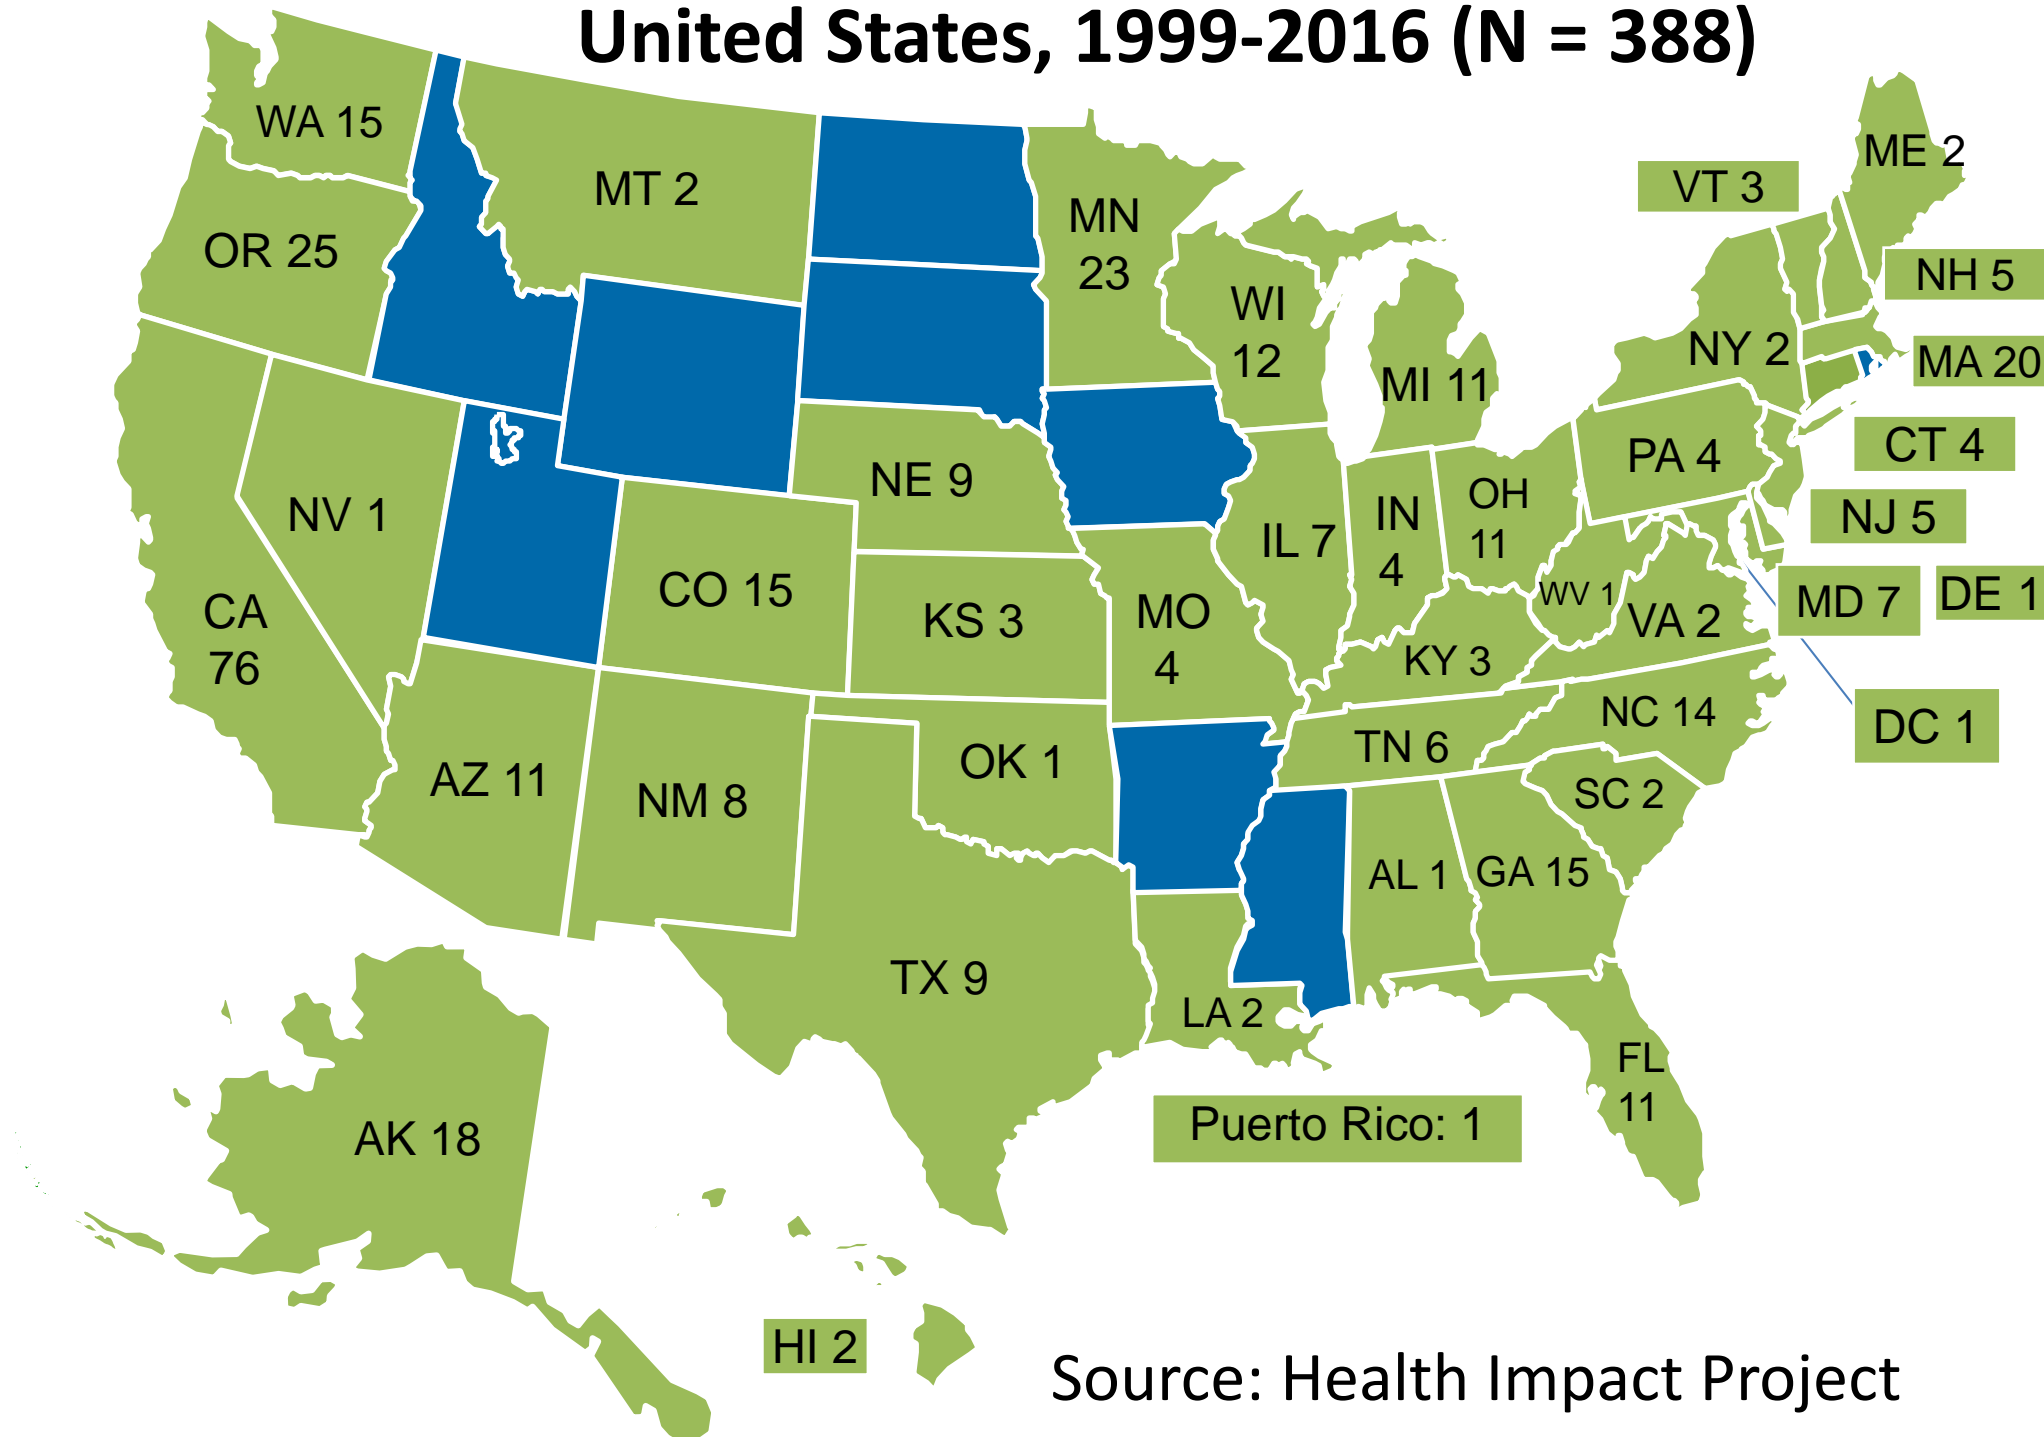 United States, 1999-2016 (N = 388)
WA 15
MT 2
OR 25
MN
23
WI
12
MI 11
VT 3
ME 2
NH 5
NY 2
MA 20
CT 4
PA 4
NJ 5
NE 9
NV 1
IL 7
IN
4
OH
11
CO 15
KS 3
MO
4
WV 1
VA 2
MD 7
DE 1
CA
76
KY 3
NC 14
DC 1
TN 6
AZ 11
NM 8
OK 1
SC 2
AL 1
GA 15
TX 9
LA 2
FL
11
Puerto Rico: 1
AK 18
HI 2
Source: Health Impact Project